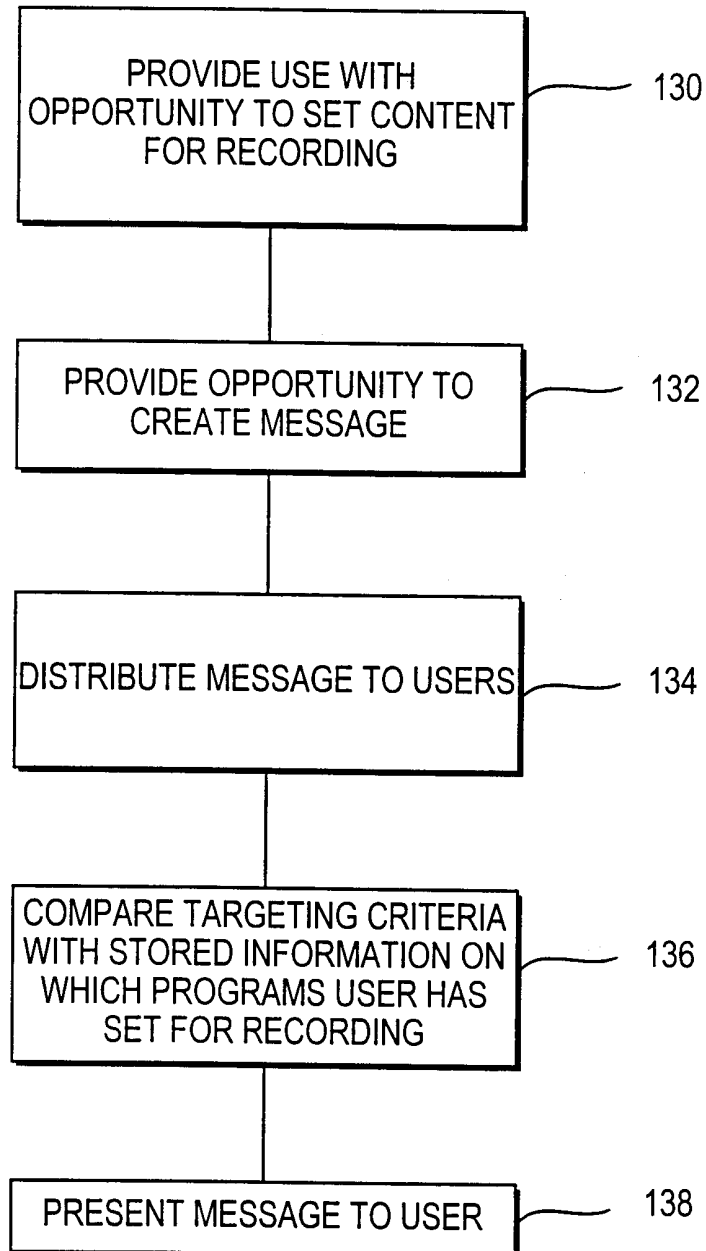 PROVIDE USE WITH
OPPORTUNITY TO SET CONTENT
FOR RECORDING
130
PROVIDE OPPORTUNITY TO
CREATE MESSAGE
132
DISTRIBUTE MESSAGE TO USERS
134
COMPARE TARGETING CRITERIA
WITH STORED INFORMATION ON
WHICH PROGRAMS USER HAS
SET FOR RECORDING
136
PRESENT MESSAGE TO USER
138